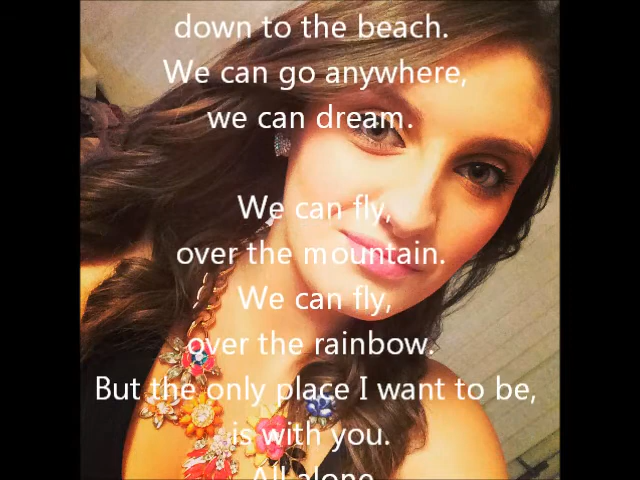 down to the beach.
We can go anywhere,
we can dream.
We can fly,
over the mountain.
We can fly,
over the rainbow.
But the only place I want to be,
is with you.
All alone